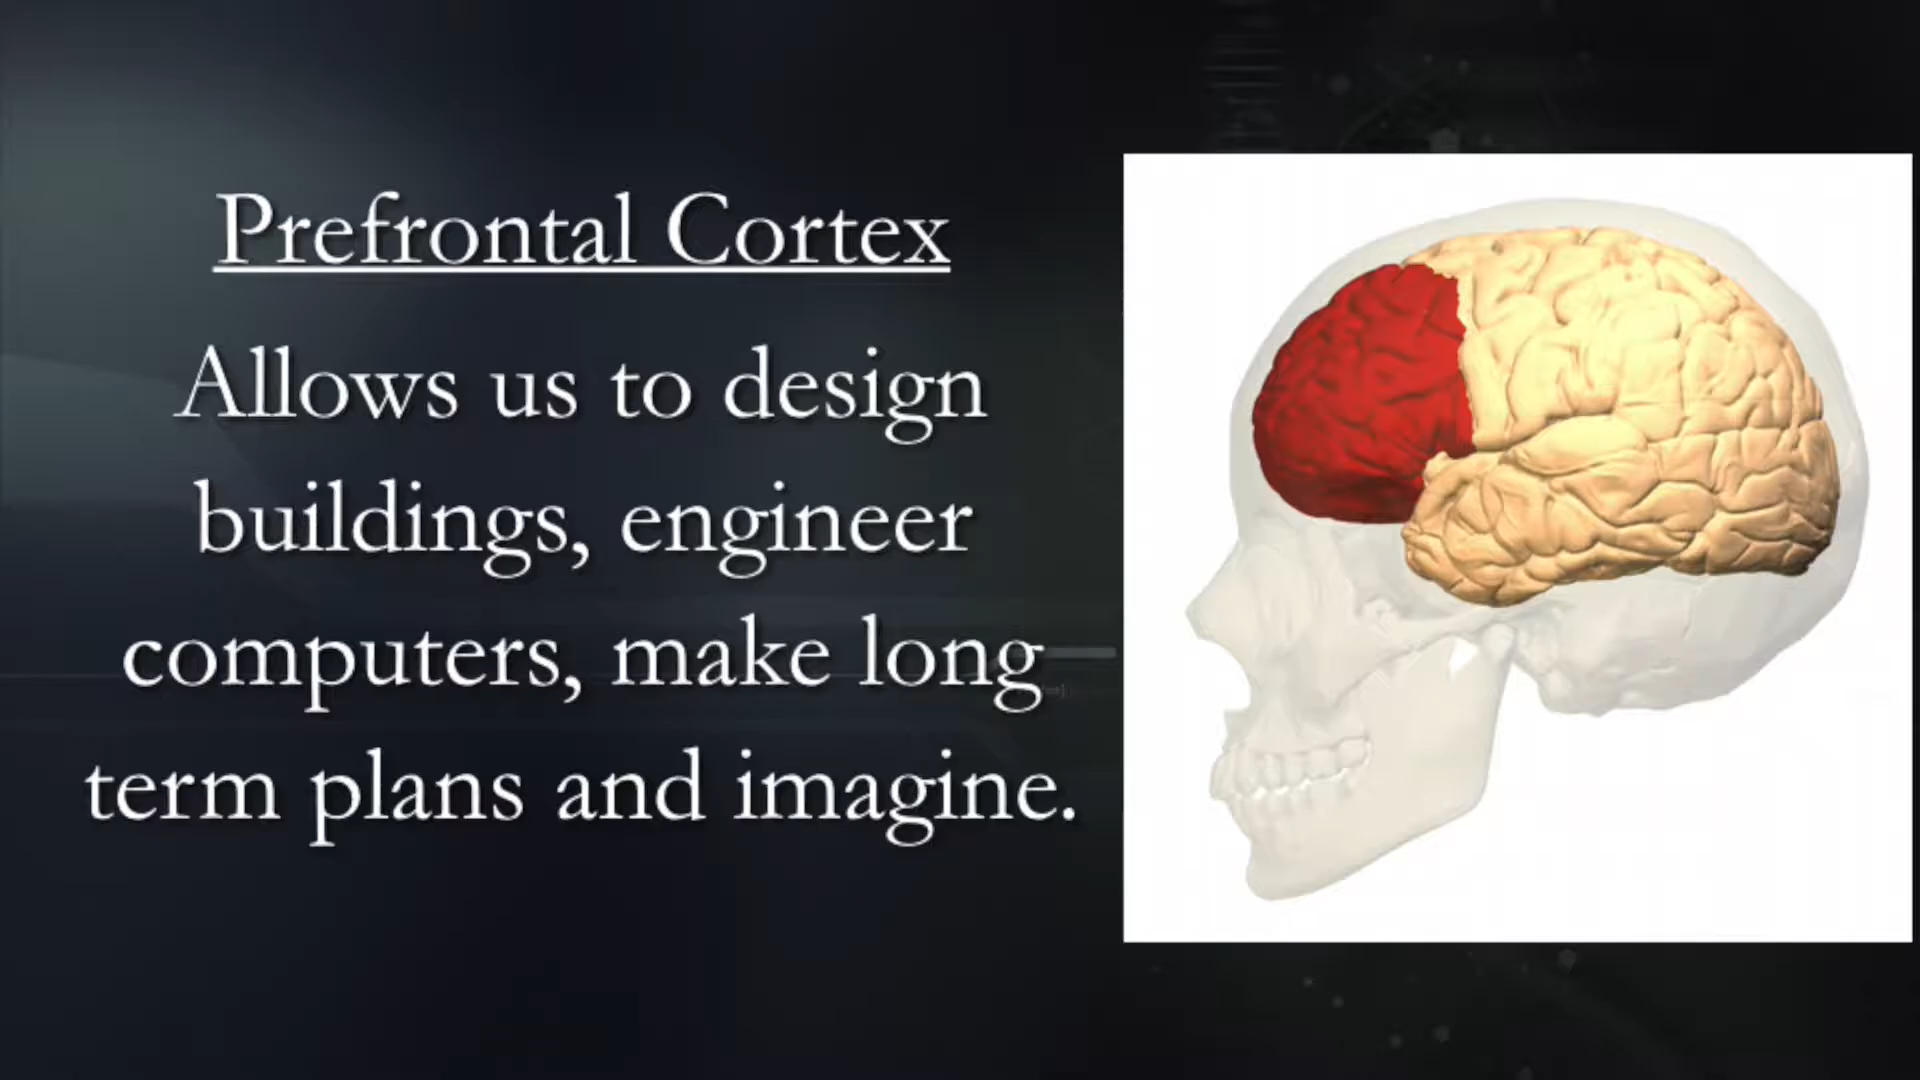 Prefrontal Cortex
Allows us to design
buildings, engineer
computers, make long
term plans and imagine.